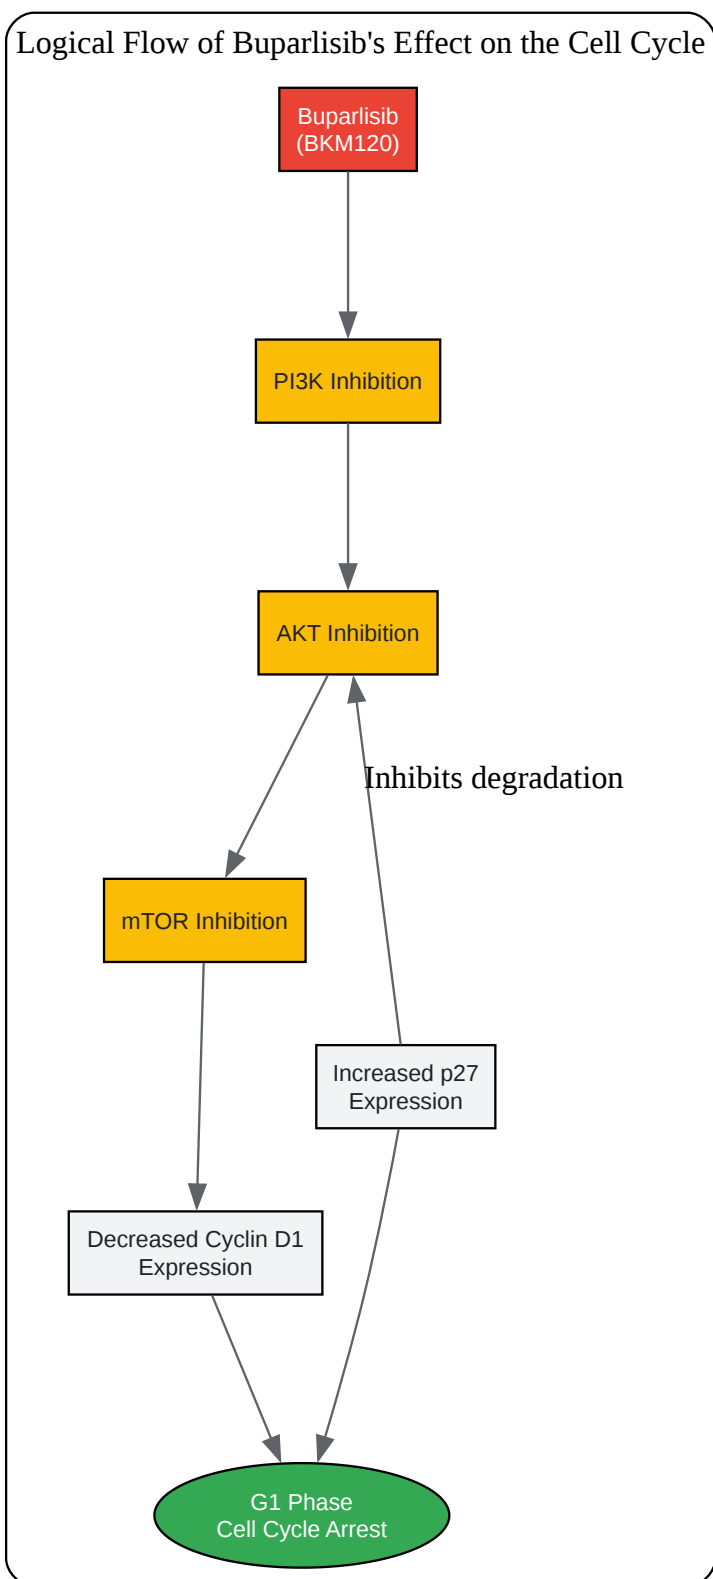 Logical Flow of Buparlisib's Effect on the Cell Cycle
Buparlisib
(BKM120)
PI3K Inhibition
AKT Inhibition
Inhibits degradation
mTOR Inhibition
Increased p27
Expression
Decreased Cyclin D1
Expression
G1 Phase
Cell Cycle Arrest